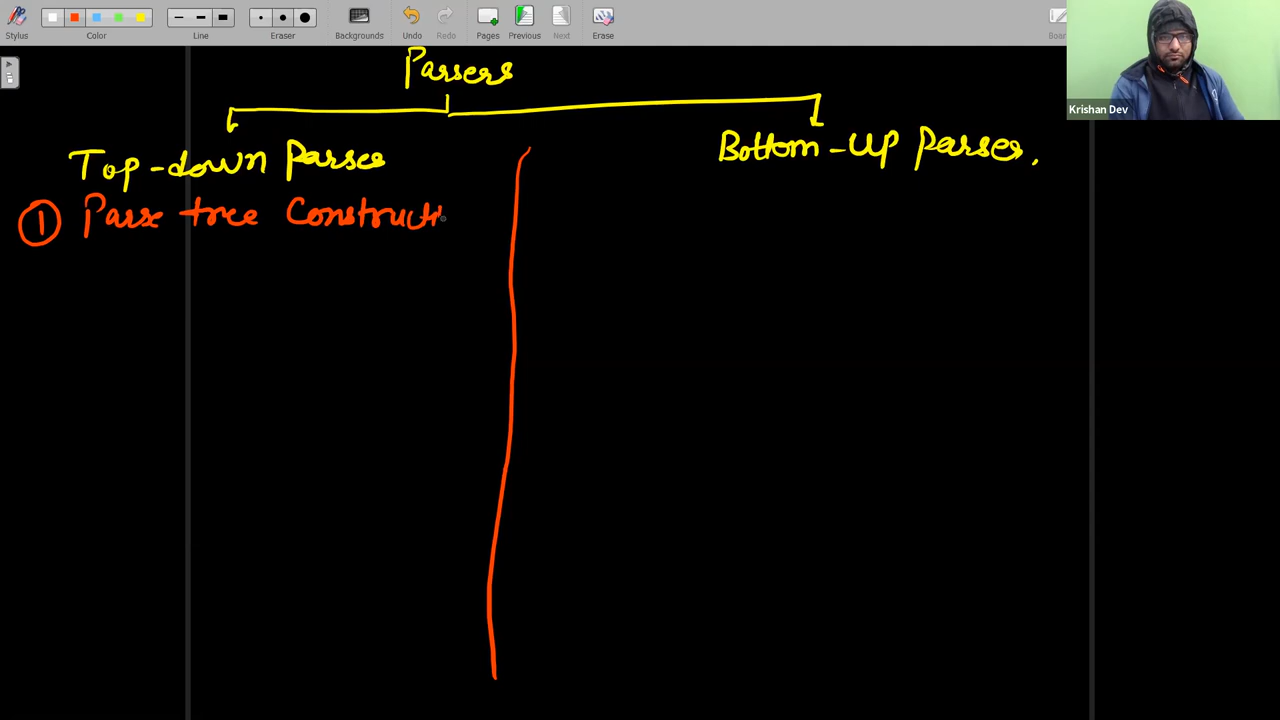 Stylus
Color
Line
Eraser
Backgrounds
Undo
Redo
Pages
Previous
Next
Erase
Krishan Dev
Parsers
Top-down Parser
Bottom-up Parser.
① Parse tree Constructi